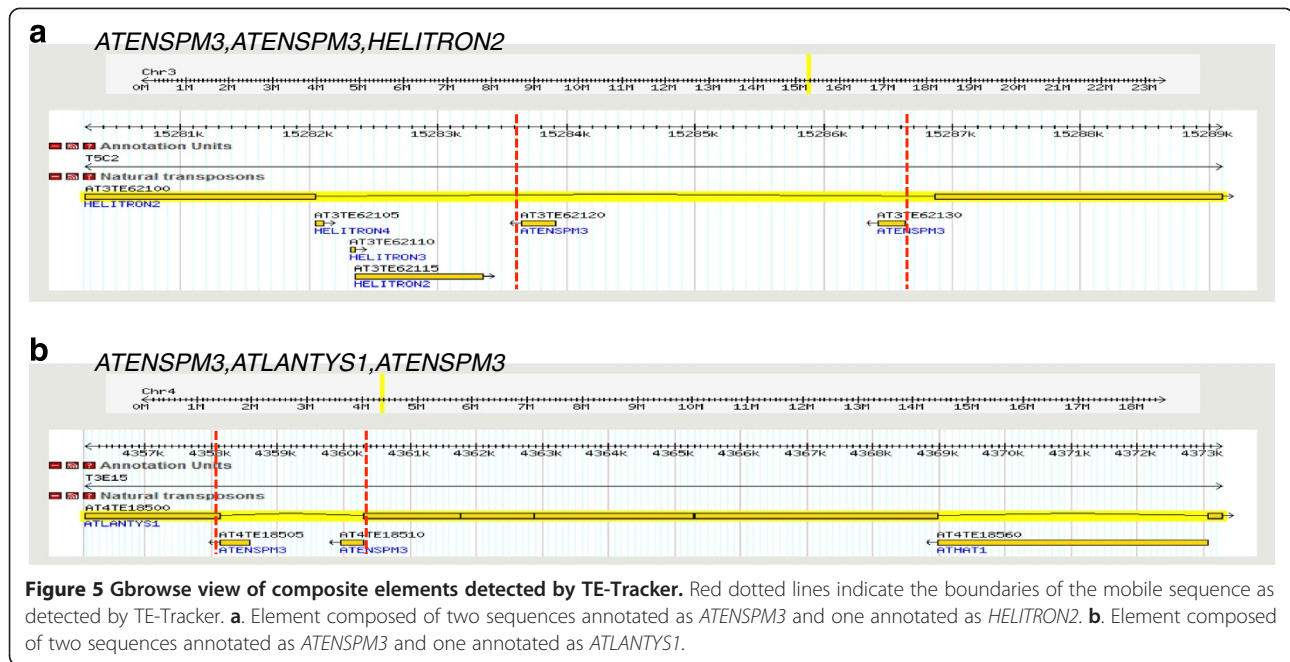 a
ATENSPM3,ATENSPM3,HELITRON2
Chr3
0M 1M 2M 3M 4M 5M 6M 7M 8M 9M 10M 11M 12M 13M 14M 15M 16M 17M 18M 19M 20M 21M 22M 23M
15281k 15282k 15283k 15284k 15285k 15286k 15287k 15288k 15289k
Annotation Units
T5C2
Natural transposons
AT3TE62100
HELITRON2
AT3TE62105 AT3TE62120 AT3TE62130
HELITRON4 ATENSPM3 ATENSPM3
AT3TE62110
HELITRON3
AT3TE62115
HELITRON2
b
ATENSPM3,ATLANTYS1,ATENSPM3
Chr4
0M 1M 2M 3M 4M 5M 6M 7M 8M 9M 10M 11M 12M 13M 14M 15M 16M 17M 18M
4357k 4358k 4359k 4360k 4361k 4362k 4363k 4364k 4365k 4366k 4367k 4368k 4369k 4370k 4371k 4372k 4373k
Annotation Units
T3E15
Natural transposons
AT4TE18500
ATLANTYS1
AT4TE18505 AT4TE18510 AT4TE18560
ATENSPM3 ATENSPM3 ATHAT1
Figure 5 Gbrowse view of composite elements detected by TE-Tracker. Red dotted lines indicate the boundaries of the mobile sequence as
detected by TE-Tracker. a. Element composed of two sequences annotated as ATENSPM3 and one annotated as HELITRON2. b. Element composed
of two sequences annotated as ATENSPM3 and one annotated as ATLANTYS1.